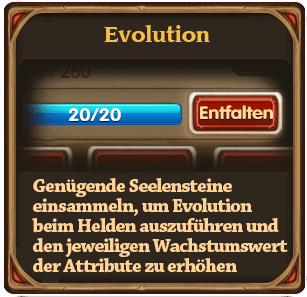 Evolution
20/20
Entfalten
Genügende Seelensteine
einsammeln, um Evolution
beim Helden auszuführen und
den jeweiligen Wachstumswert
der Attribute zu erhöhen